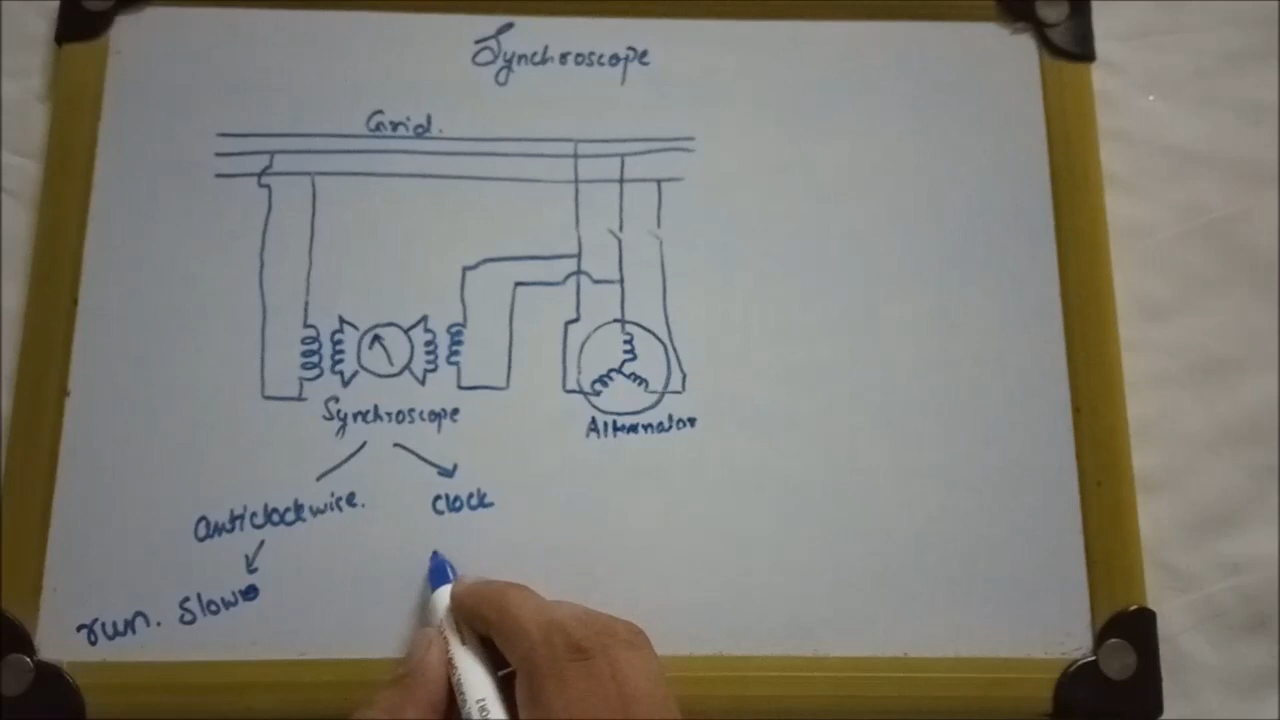 Synchroscope
Grid.
Synchroscope
Alternator
anticlockwise.
clock
run. slow